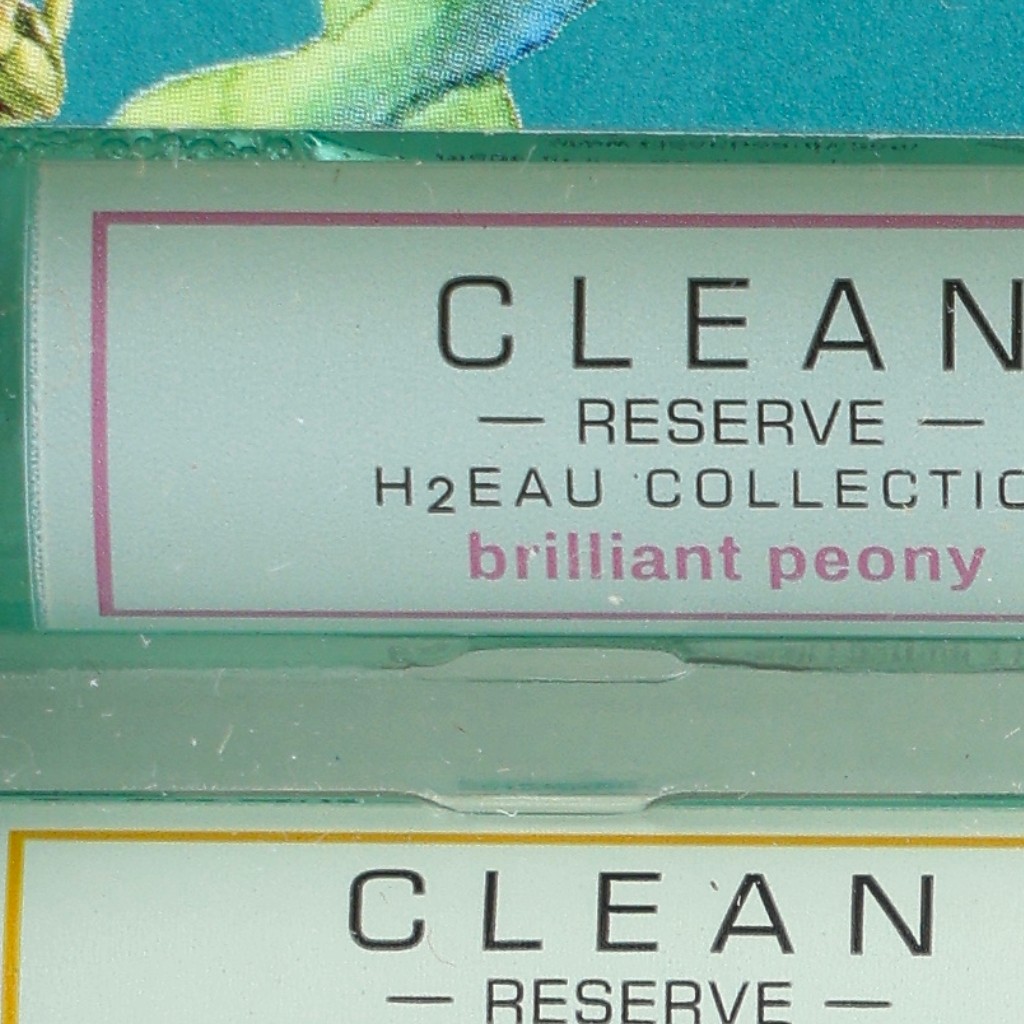 CLEAN
— RESERVE —
H2EAU COLLECTIO
brilliant peony
CLEAN
— RESERVE —